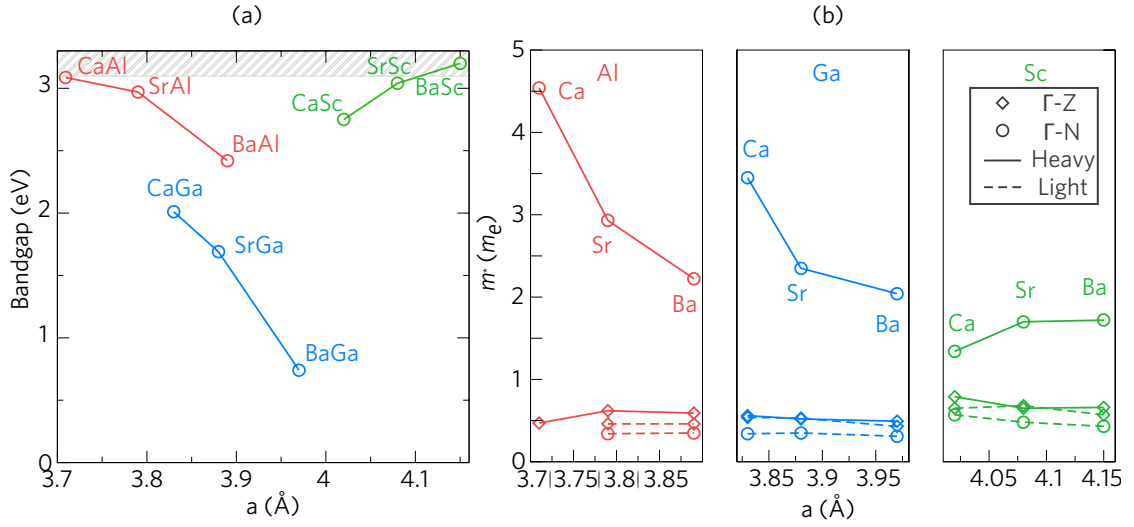 (a)
(b)
CaAl
SrAl
BaAl
CaGa
SrGa
BaGa
CaSc
SrSc
BaSc
Bandgap (eV)
3
2
1
0
3.7 3.8 3.9 4 4.1
a (Å)
m* (mₑ)
5
4
3
2
1
0
Al
Ca
Sr
Ba
3.7 3.75 3.8 3.85
Ga
Ca
Sr
Ba
3.85 3.9 3.95
a (Å)
Sc
Γ-Z
Γ-N
Heavy
Light
Ca
Sr
Ba
4.05 4.1 4.15